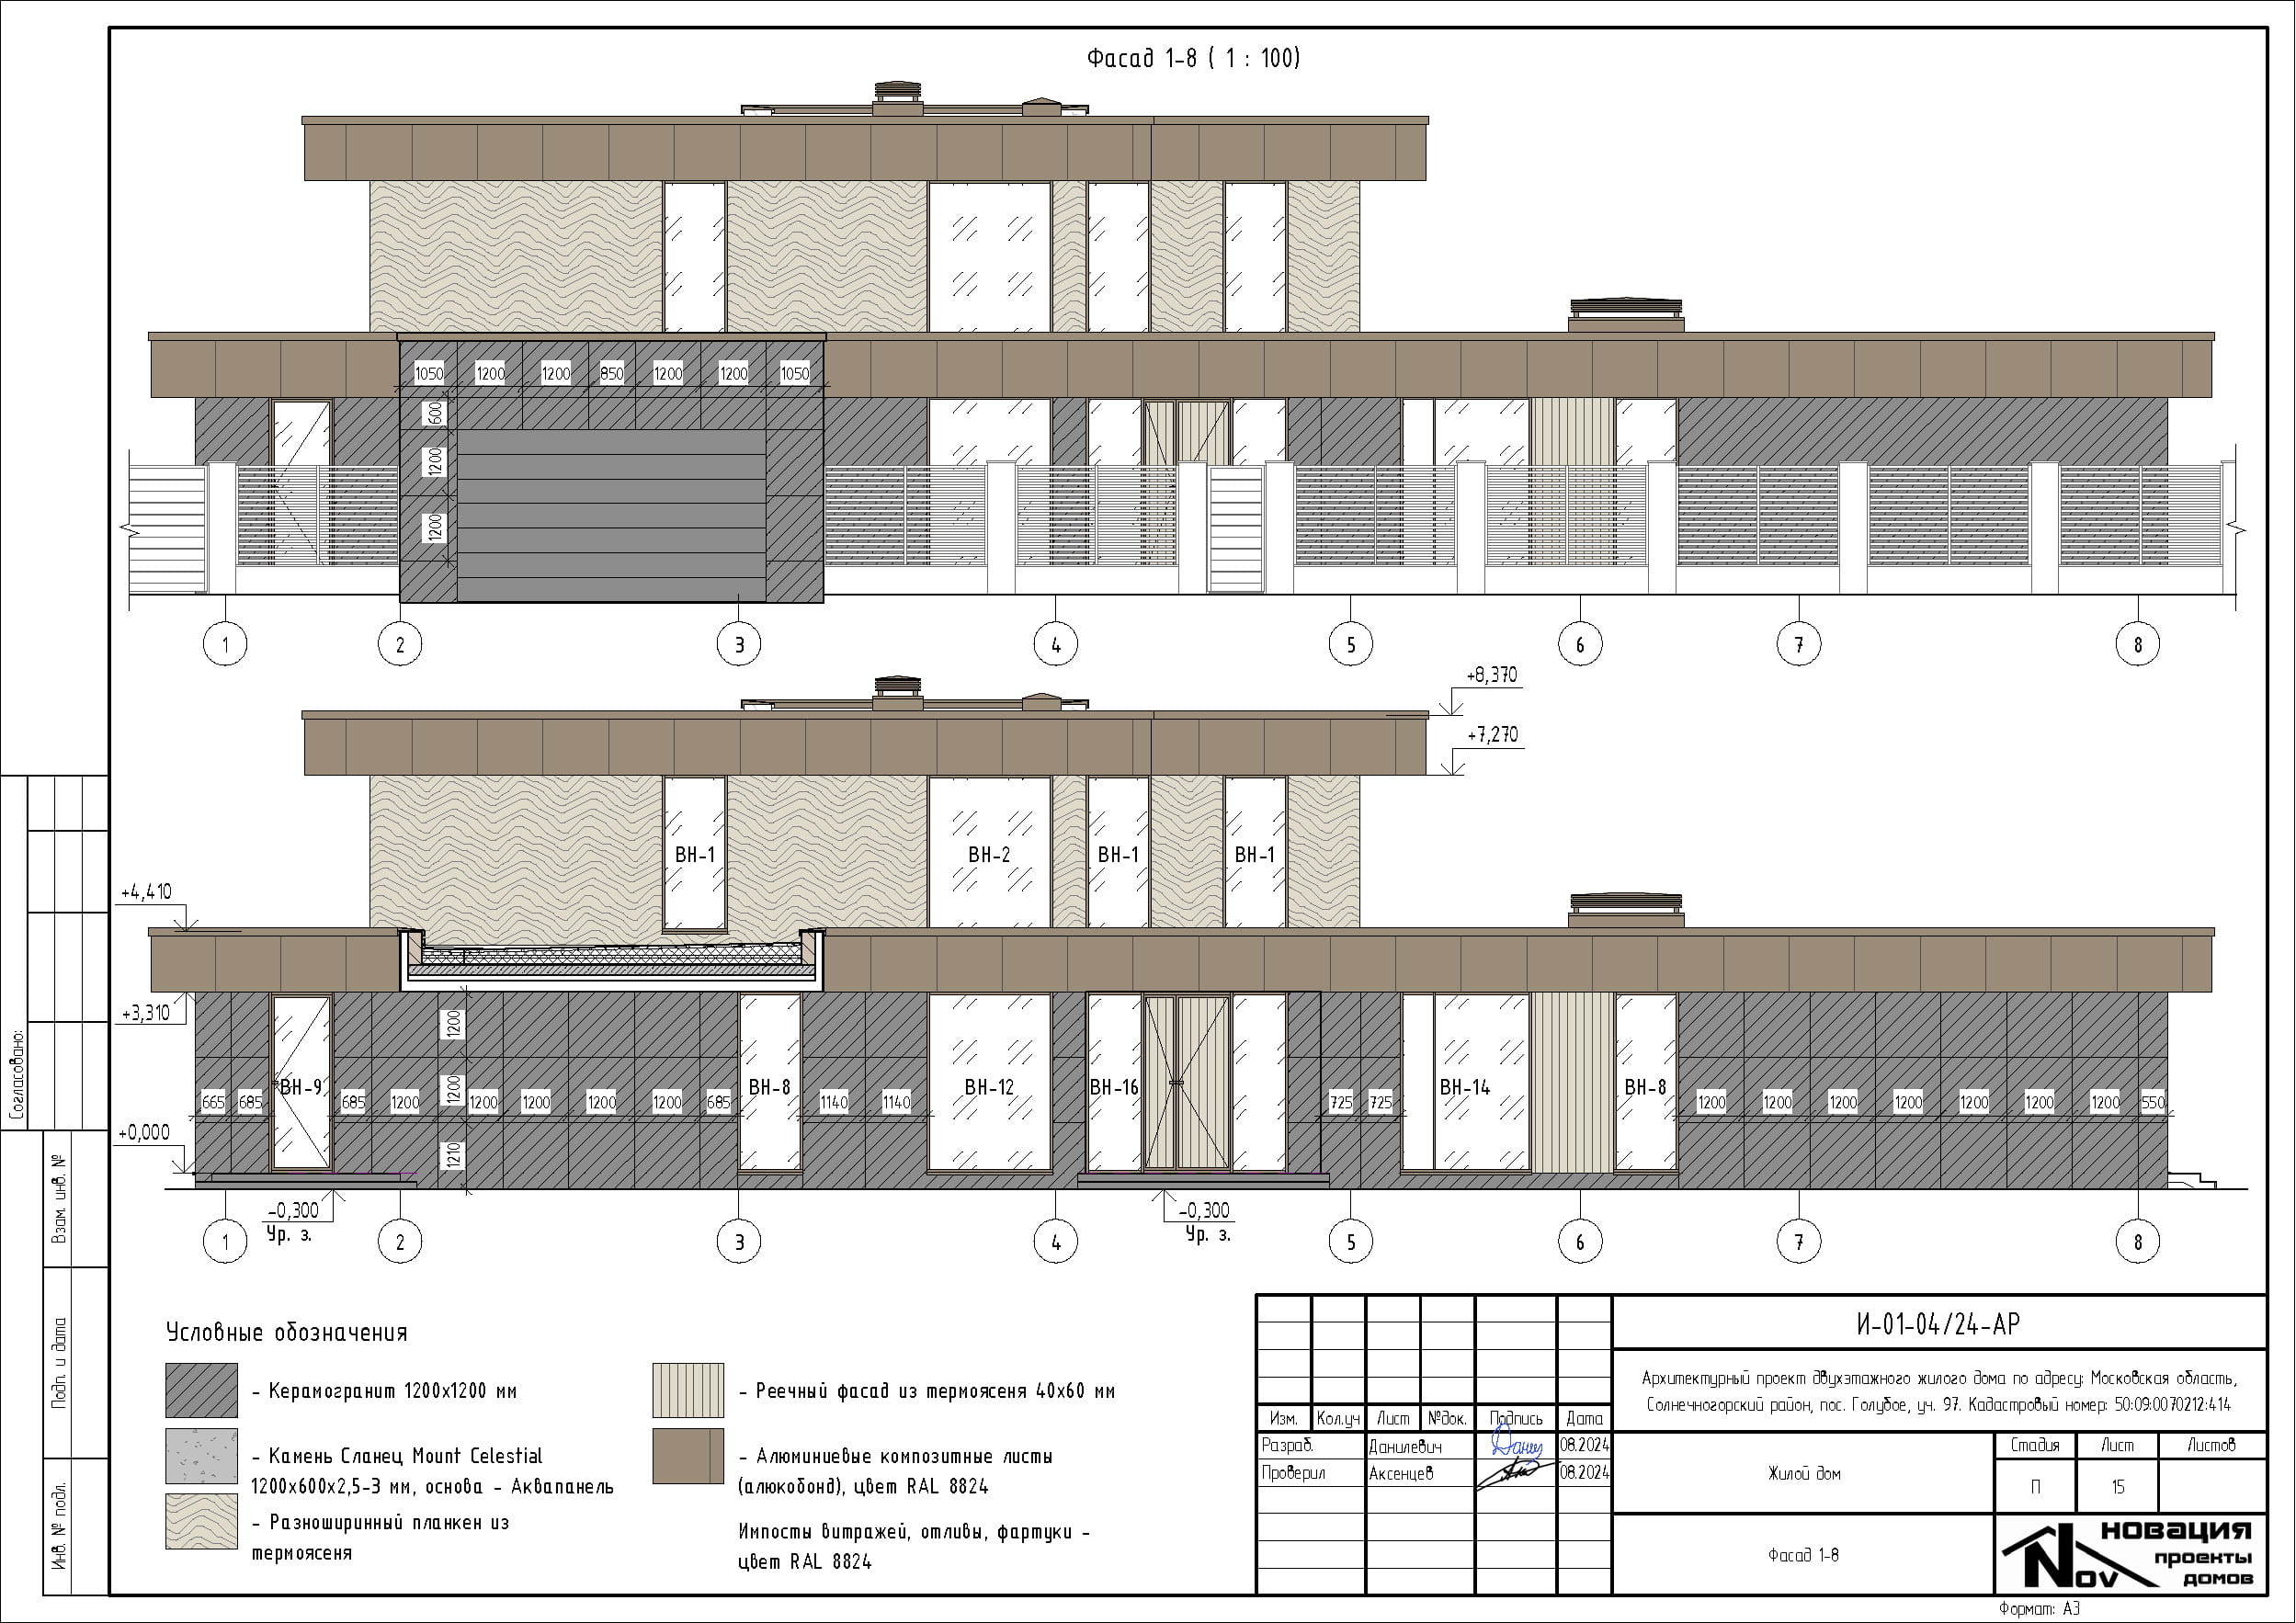 Фасад 1-8 ( 1 : 100)
1050 1200 1200 850 1200 1200 1050
600
1200
1200
1 2 3 4 5 6 7 8
+8,370
+7,270
ВН-1 ВН-2 ВН-1 ВН-1
+4,410
+3,310
1200
1200
1210
ВН-9 ВН-8 ВН-12 ВН-16 ВН-14 ВН-8
665 685 685 1200 1200 1200 1200 1200 685 1140 1140 725 725 1200 1200 1200 1200 1200 1200 1200 550
+0,000
-0,300
Ур. з.
-0,300
Ур. з.
1 2 3 4 5 6 7 8
Согласовано:
Взам. инв. №
Подп. и дата
Инв. № подл.
Условные обозначения
- Керамогранит 1200х1200 мм
- Камень Сланец Mount Celestial
1200х600х2,5-3 мм, основа - Аквапанель
- Разноширинный планкен из
термоясеня
- Реечный фасад из термоясеня 40х60 мм
- Алюминиевые композитные листы
(алюкобонд), цвет RAL 8824
Импосты витражей, отливы, фартуки -
цвет RAL 8824
И-01-04/24-АР
Архитектурный проект двухэтажного жилого дома по адресу: Московская область,
Солнечногорский район, пос. Голубое, уч. 97. Кадастровый номер: 50:09:0070212:414
Изм. Кол.уч Лист №док. Подпись Дата
Разраб. Данилевич 08.2024
Проверил Аксенцев 08.2024
Жилой дом
Стадия Лист Листов
П 15
Фасад 1-8
Nov
новация
проекты
домов
Формат: А3